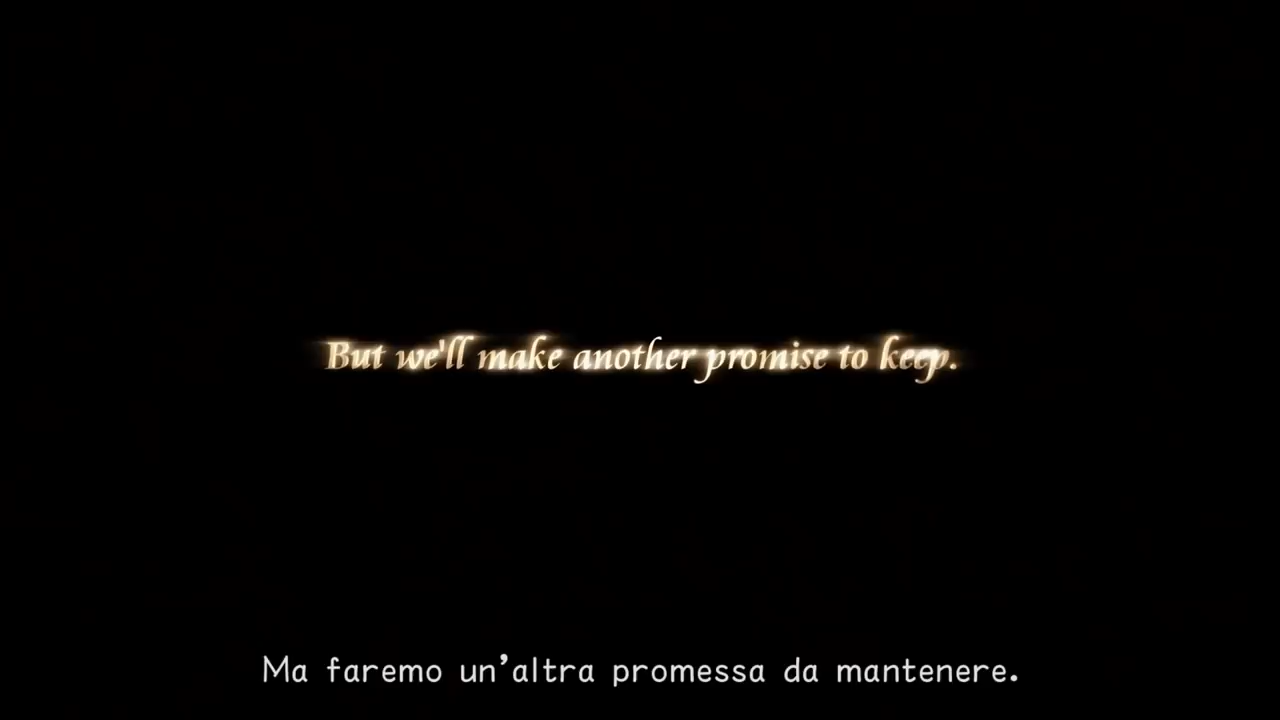 But we'll make another promise to keep.
Ma faremo un’altra promessa da mantenere.